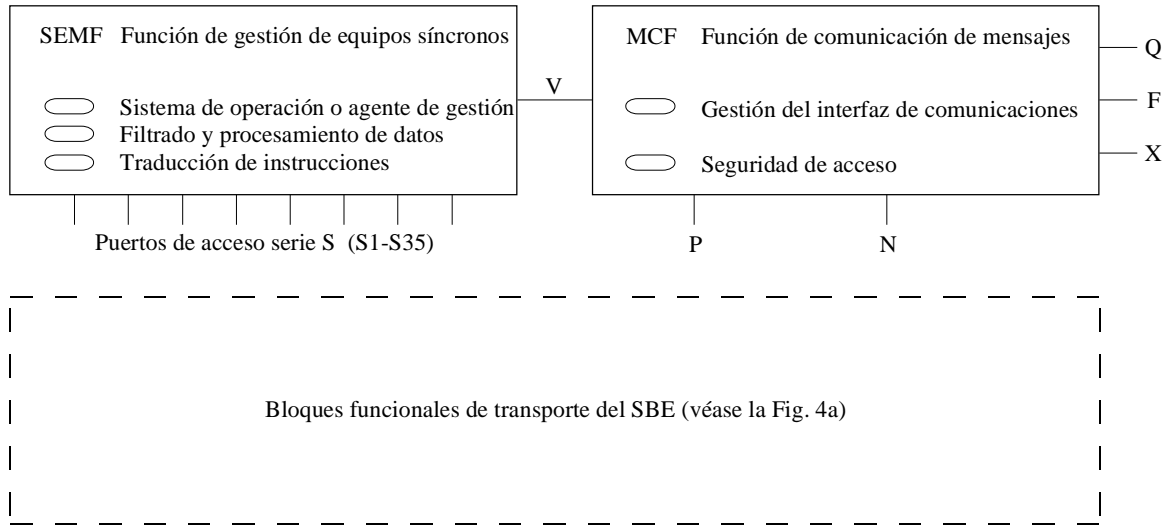 SEMF Función de gestión de equipos síncronos
Sistema de operación o agente de gestión
Filtrado y procesamiento de datos
Traducción de instrucciones
V
MCF Función de comunicación de mensajes
Gestión del interfaz de comunicaciones
Seguridad de acceso
Q
F
X
Puertos de acceso serie S (S1-S35)
P
N
Bloques funcionales de transporte del SBE (véase la Fig. 4a)